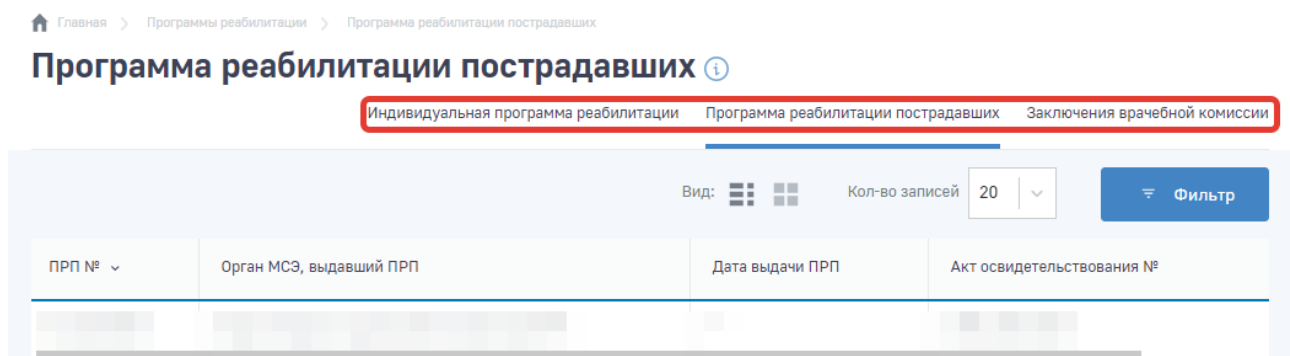 Главная > Программы реабилитации > Программа реабилитации пострадавших
Программа реабилитации пострадавших i
Индивидуальная программа реабилитации Программа реабилитации пострадавших Заключения врачебной комиссии
Вид: Кол-во записей 20 Фильтр
ПРП № Орган МСЭ, выдавший ПРП Дата выдачи ПРП Акт освидетельствования №